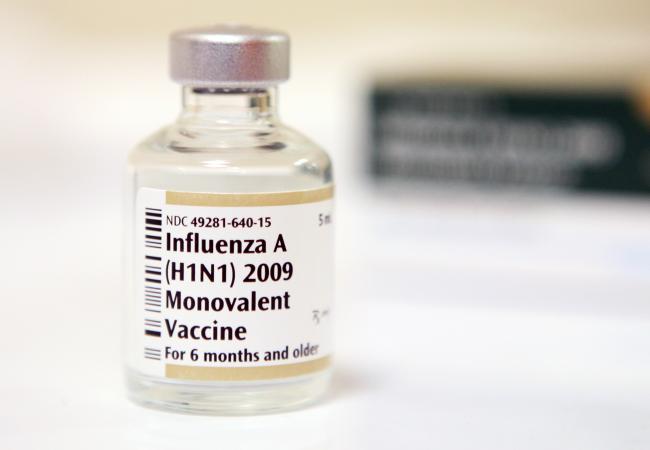 NDC 49281-640-15
5 mL
Influenza A
(H1N1) 2009
Monovalent
Vaccine
For 6 months and older